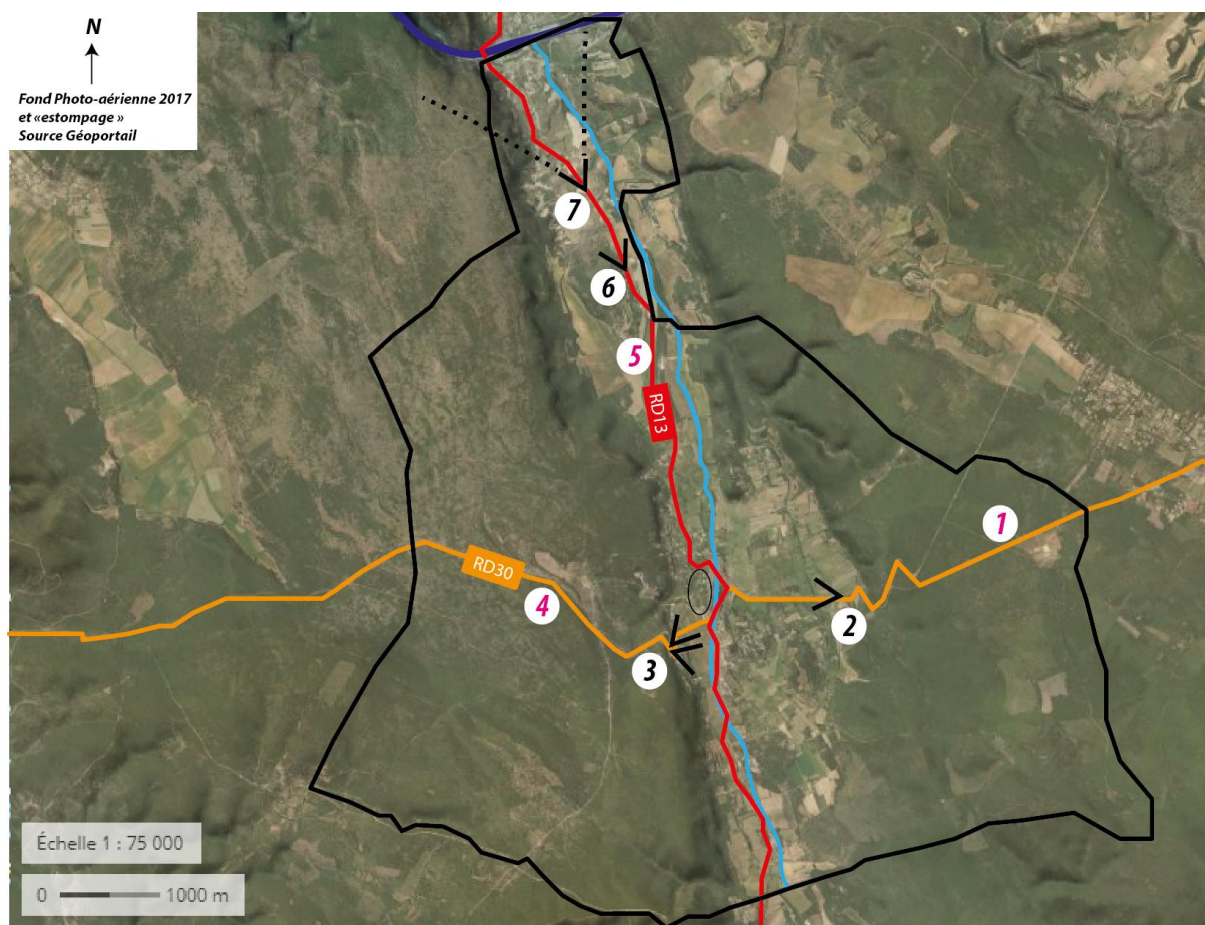 N
Fond Photo-aérienne 2017
et «estompage »
Source Géoportail
7
6
5
RD13
1
RD30
4
2
3
Échelle 1 : 75 000
0 1000 m